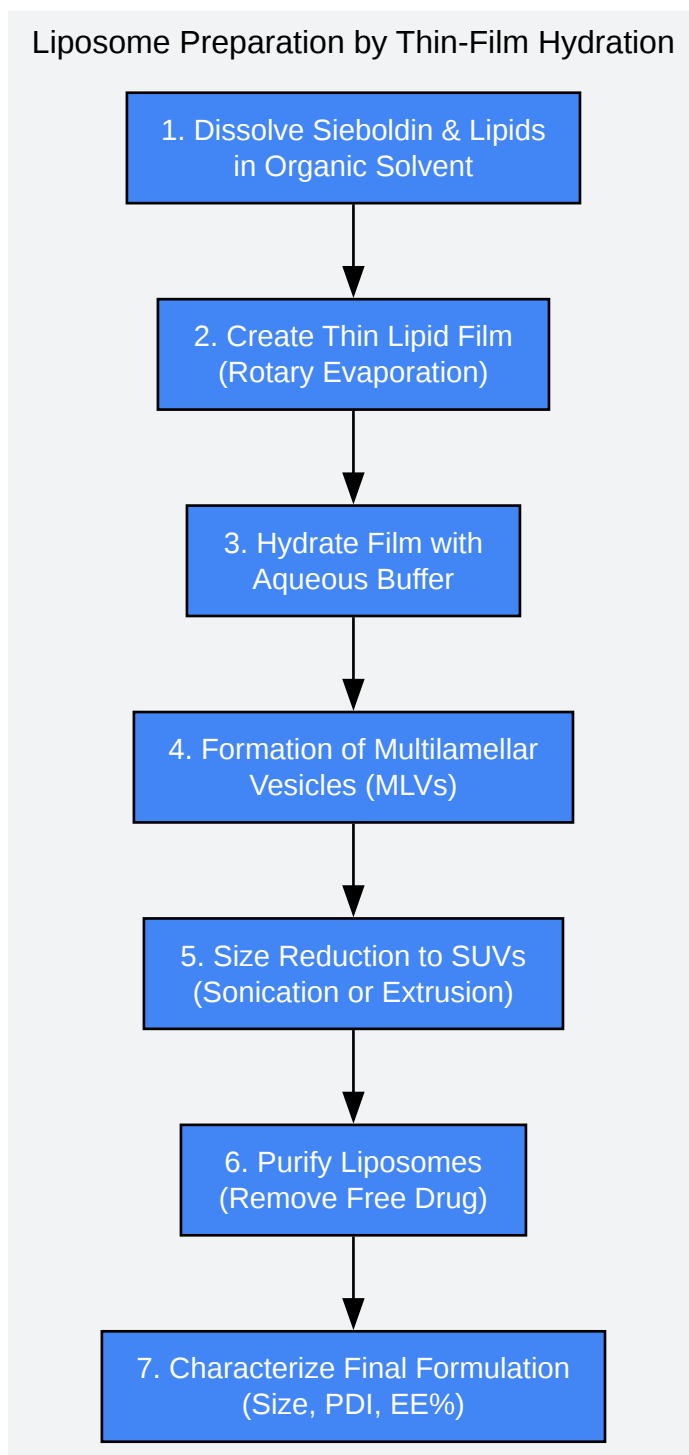 Liposome Preparation by Thin-Film Hydration
1. Dissolve Sieboldin & Lipids
in Organic Solvent
2. Create Thin Lipid Film
(Rotary Evaporation)
3. Hydrate Film with
Aqueous Buffer
4. Formation of Multilamellar
Vesicles (MLVs)
5. Size Reduction to SUVs
(Sonication or Extrusion)
6. Purify Liposomes
(Remove Free Drug)
7. Characterize Final Formulation
(Size, PDI, EE%)